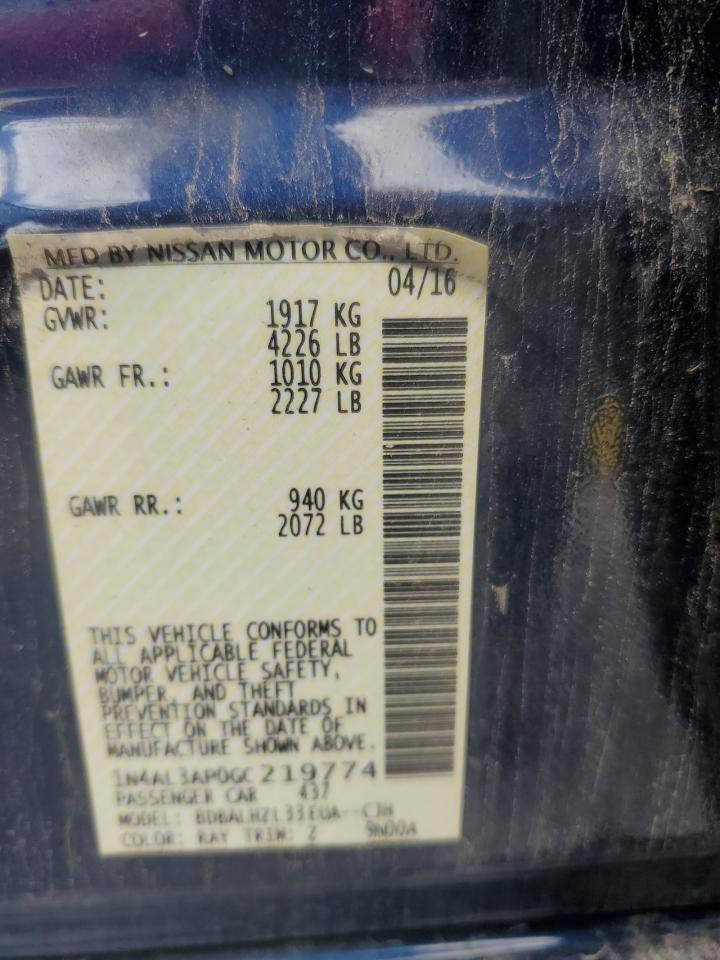 MFD BY NISSAN MOTOR CO., LTD.
DATE: 04/16
GVWR: 1917 KG
4226 LB
GAWR FR.: 1010 KG
2227 LB
GAWR RR.: 940 KG
2072 LB
THIS VEHICLE CONFORMS TO
ALL APPLICABLE FEDERAL
MOTOR VEHICLE SAFETY,
BUMPER, AND THEFT
PREVENTION STANDARDS IN
EFFECT ON THE DATE OF
MANUFACTURE SHOWN ABOVE.
1N4AL3AP0GC219774
PASSENGER CAR 437
MODEL: BDBALHZL33EUA--CJH
COLOR: RAY TRIM: Z